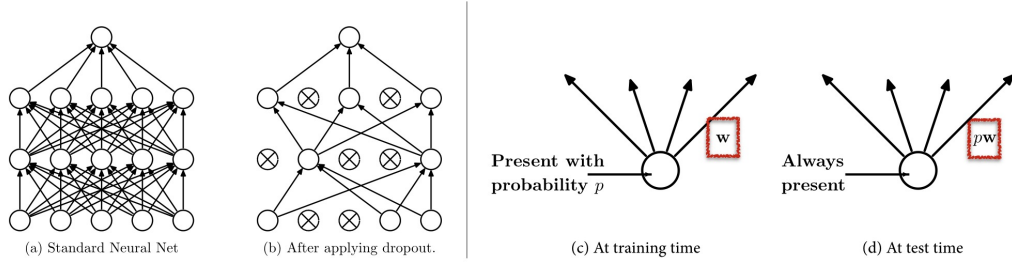 Present with
probability p
w
Always
present
pw
(a) Standard Neural Net
(b) After applying dropout.
(c) At training time
(d) At test time